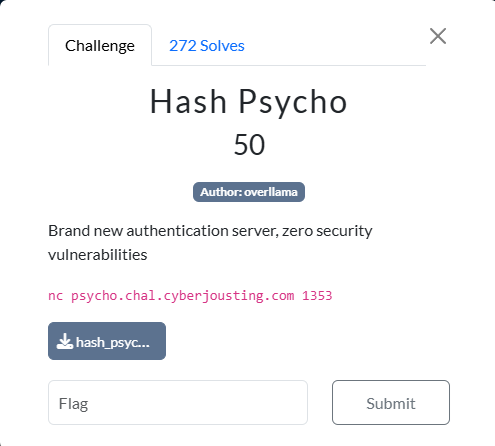 Challenge
272 Solves
Hash Psycho
50
Author: overllama
Brand new authentication server, zero security
vulnerabilities
nc psycho.chal.cyberjousting.com 1353
hash_psyc...
Flag
Submit